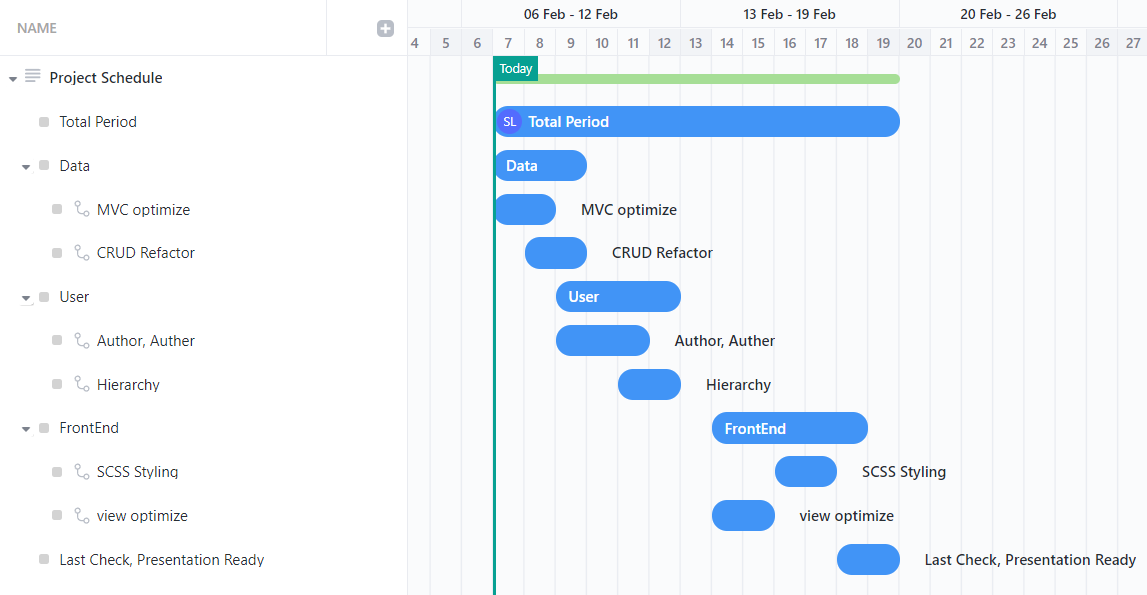 NAME
06 Feb - 12 Feb 13 Feb - 19 Feb 20 Feb - 26 Feb
4 5 6 7 8 9 10 11 12 13 14 15 16 17 18 19 20 21 22 23 24 25 26 27
Today
Project Schedule
Total Period SL Total Period
Data Data
MVC optimize MVC optimize
CRUD Refactor CRUD Refactor
User User
Author, Auther Author, Auther
Hierarchy Hierarchy
FrontEnd FrontEnd
SCSS Styling SCSS Styling
view optimize view optimize
Last Check, Presentation Ready Last Check, Presentation Ready